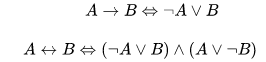 A → B ⇔ ¬A ∨ B
A ↔ B ⇔ (¬A ∨ B) ∧ (A ∨ ¬B)